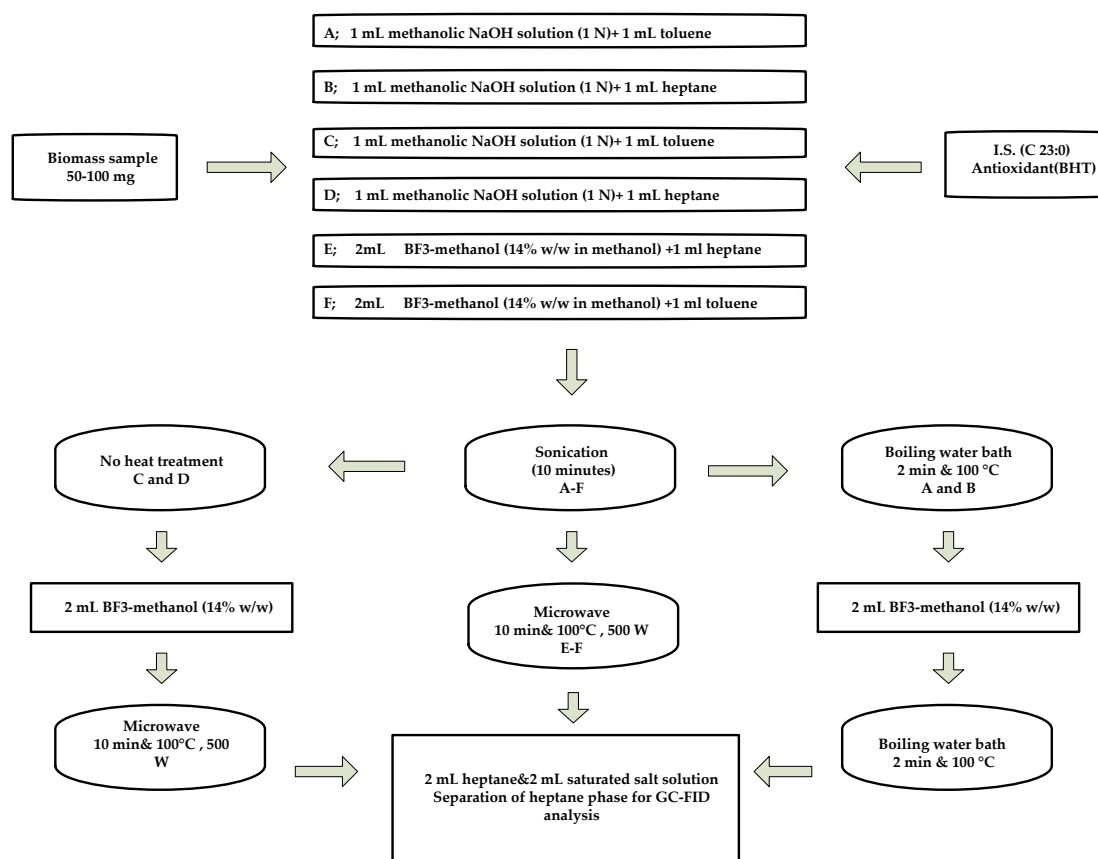 A; 1 mL methanolic NaOH solution (1 N)+ 1 mL toluene
B; 1 mL methanolic NaOH solution (1 N)+ 1 mL heptane
C; 1 mL methanolic NaOH solution (1 N)+ 1 mL toluene
D; 1 mL methanolic NaOH solution (1 N)+ 1 mL heptane
E; 2mL BF3-methanol (14% w/w in methanol) +1 ml heptane
F; 2mL BF3-methanol (14% w/w in methanol) +1 ml toluene
Biomass sample
50-100 mg
I.S. (C 23:0)
Antioxidant(BHT)
No heat treatment
C and D
Sonication
(10 minutes)
A-F
Boiling water bath
2 min & 100 °C
A and B
2 mL BF3-methanol (14% w/w)
Microwave
10 min& 100°C , 500 W
E-F
2 mL BF3-methanol (14% w/w)
Microwave
10 min& 100°C , 500
W
2 mL heptane&2 mL saturated salt solution
Separation of heptane phase for GC-FID
analysis
Boiling water bath
2 min & 100 °C